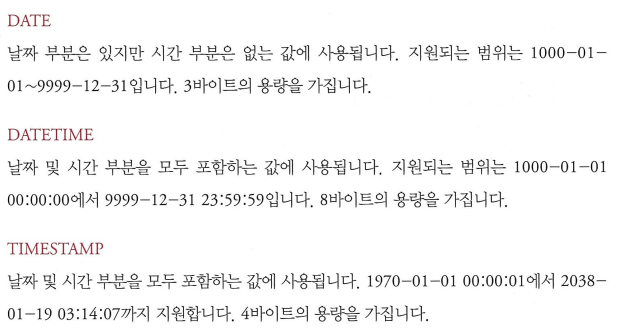 DATE
날짜 부분은 있지만 시간 부분은 없는 값에 사용됩니다. 지원되는 범위는 1000-01-
01~9999-12-31입니다. 3바이트의 용량을 가집니다.
DATETIME
날짜 및 시간 부분을 모두 포함하는 값에 사용됩니다. 지원되는 범위는 1000-01-01
00:00:00에서 9999-12-31 23:59:59입니다. 8바이트의 용량을 가집니다.
TIMESTAMP
날짜 및 시간 부분을 모두 포함하는 값에 사용됩니다. 1970-01-01 00:00:01에서 2038-
01-19 03:14:07까지 지원합니다. 4바이트의 용량을 가집니다.